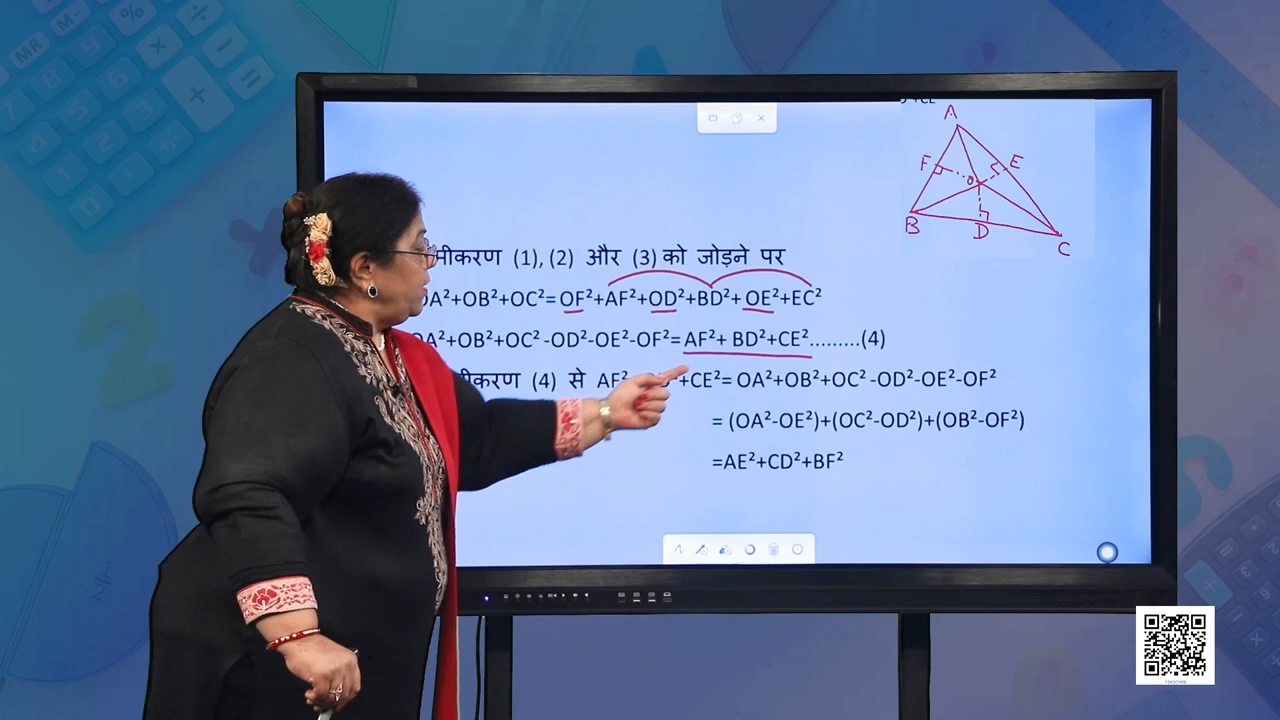 A
F
E
O
B
D
C
(1), (2) और (3) को जोड़ने पर
OA²+OB²+OC²= OF²+AF²+OD²+BD²+ OE²+EC²
OA²+OB²+OC² -OD²-OE²-OF²= AF²+ BD²+CE².........(4)
(4) से AF² +CE²= OA²+OB²+OC² -OD²-OE²-OF²
= (OA²-OE²)+(OC²-OD²)+(OB²-OF²)
=AE²+CD²+BF²